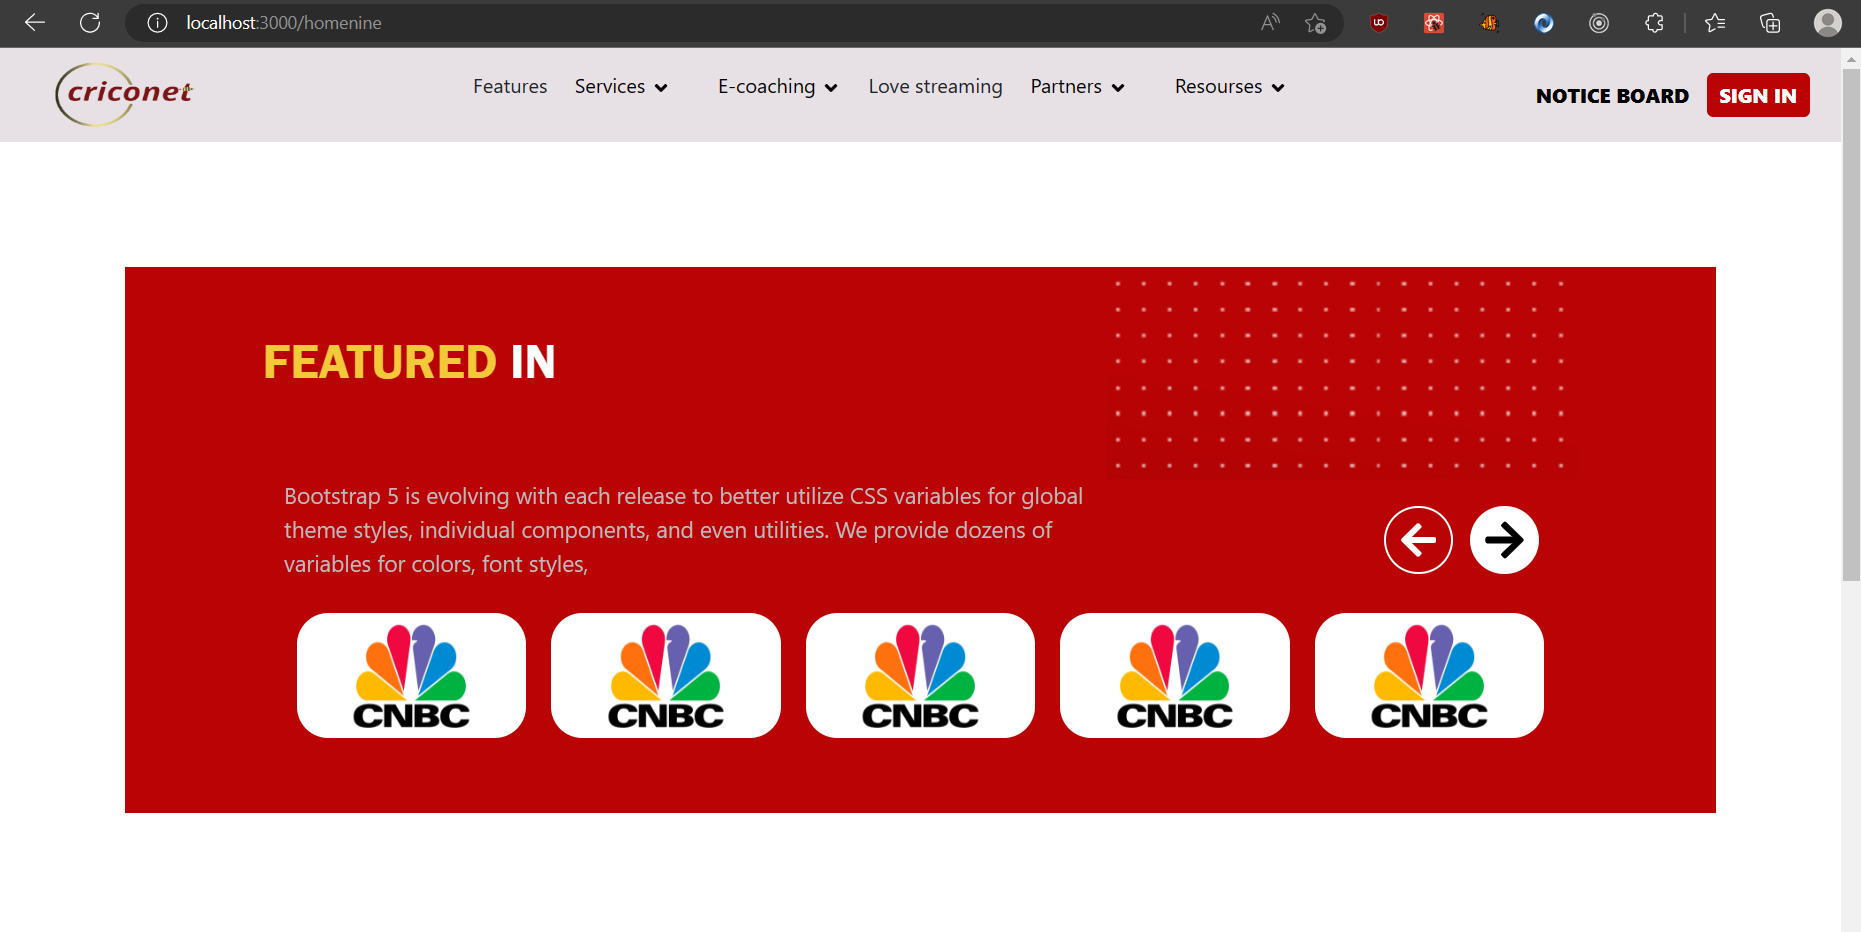 localhost:3000/homenine
criconet
Features Services E-coaching Love streaming Partners Resourses
NOTICE BOARD SIGN IN
FEATURED IN
Bootstrap 5 is evolving with each release to better utilize CSS variables for global
theme styles, individual components, and even utilities. We provide dozens of
variables for colors, font styles,
CNBC CNBC CNBC CNBC CNBC